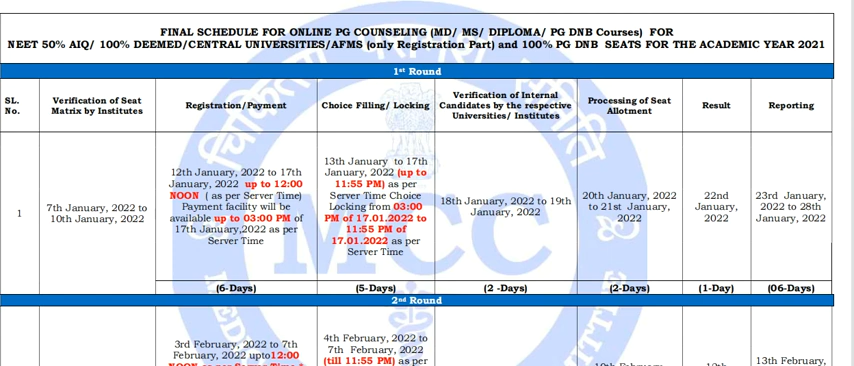 FINAL SCHEDULE FOR ONLINE PG COUNSELING (MD/ MS/ DIPLOMA/ PG DNB Courses) FOR
NEET 50% AIQ/ 100% DEEMED/CENTRAL UNIVERSITIES/AFMS (only Registration Part) and 100% PG DNB SEATS FOR THE ACADEMIC YEAR 2021
1st Round
SL.
No.
Verification of Seat
Matrix by Institutes
Registration/Payment
Choice Filling/ Locking
Verification of Internal
Candidates by the respective
Universities/ Institutes
Processing of Seat
Allotment
Result
Reporting
1
7th January, 2022 to
10th January, 2022
12th January, 2022 to 17th
January, 2022 up to 12:00
NOON ( as per Server Time)
Payment facility will be
available up to 03:00 PM of
17th January,2022 as per
Server Time
13th January to 17th
January, 2022 (up to
11:55 PM) as per
Server Time Choice
Locking from 03:00
PM of 17.01.2022 to
11:55 PM of
17.01.2022 as per
Server Time
18th January, 2022 to 19th
January, 2022
20th January, 2022
to 21st January,
2022
22nd
January,
2022
23rd January,
2022 to 28th
January, 2022
(6-Days)
(5-Days)
(2 -Days)
(2-Days)
(1-Day)
(06-Days)
2nd Round
3rd February, 2022 to 7th
February, 2022 upto12:00
NOON as per Server Time *
4th February, 2022 to
7th February, 2022
(till 11:55 PM) as per
13th February,
MCC